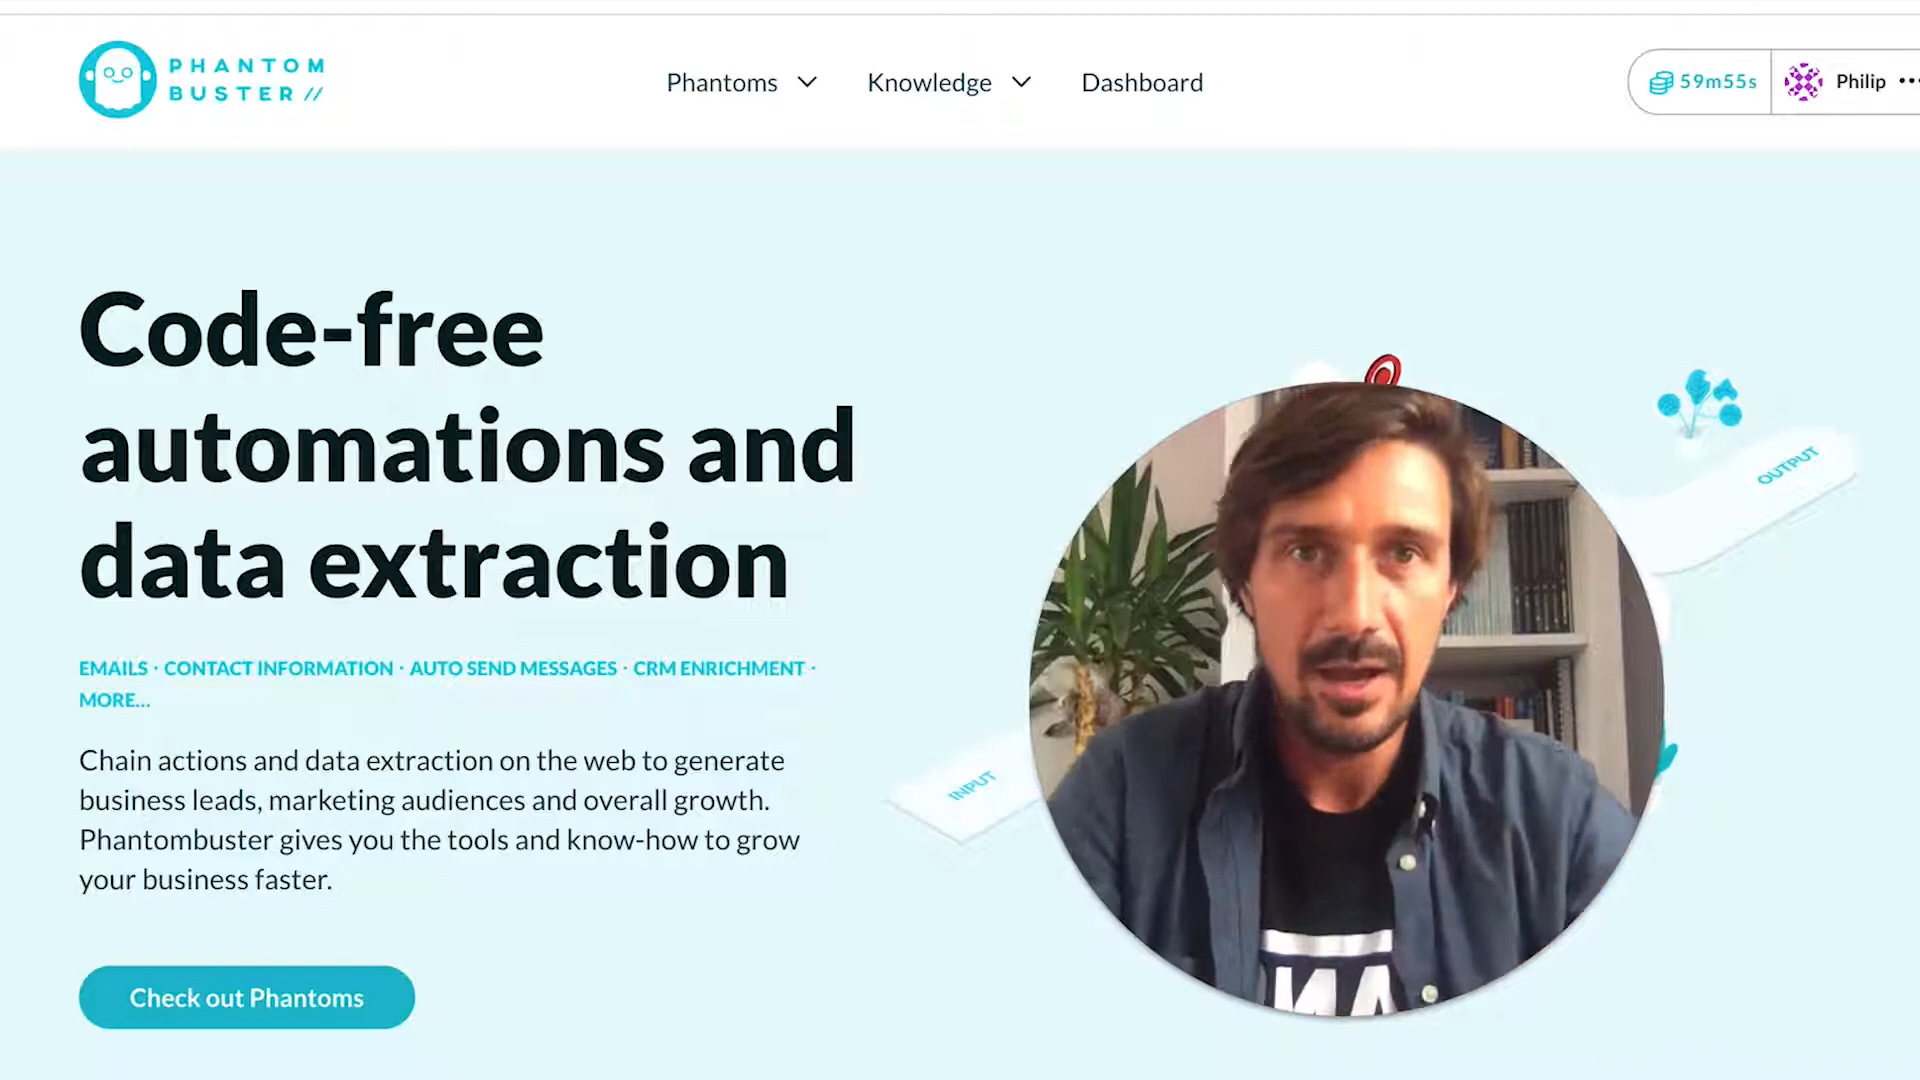 PHANTOM
BUSTER //
Phantoms
Knowledge
Dashboard
59m55s
Philip
Code-free
automations and
data extraction
EMAILS · CONTACT INFORMATION · AUTO SEND MESSAGES · CRM ENRICHMENT ·
MORE...
Chain actions and data extraction on the web to generate
business leads, marketing audiences and overall growth.
Phantombuster gives you the tools and know-how to grow
your business faster.
Check out Phantoms
INPUT
OUTPUT